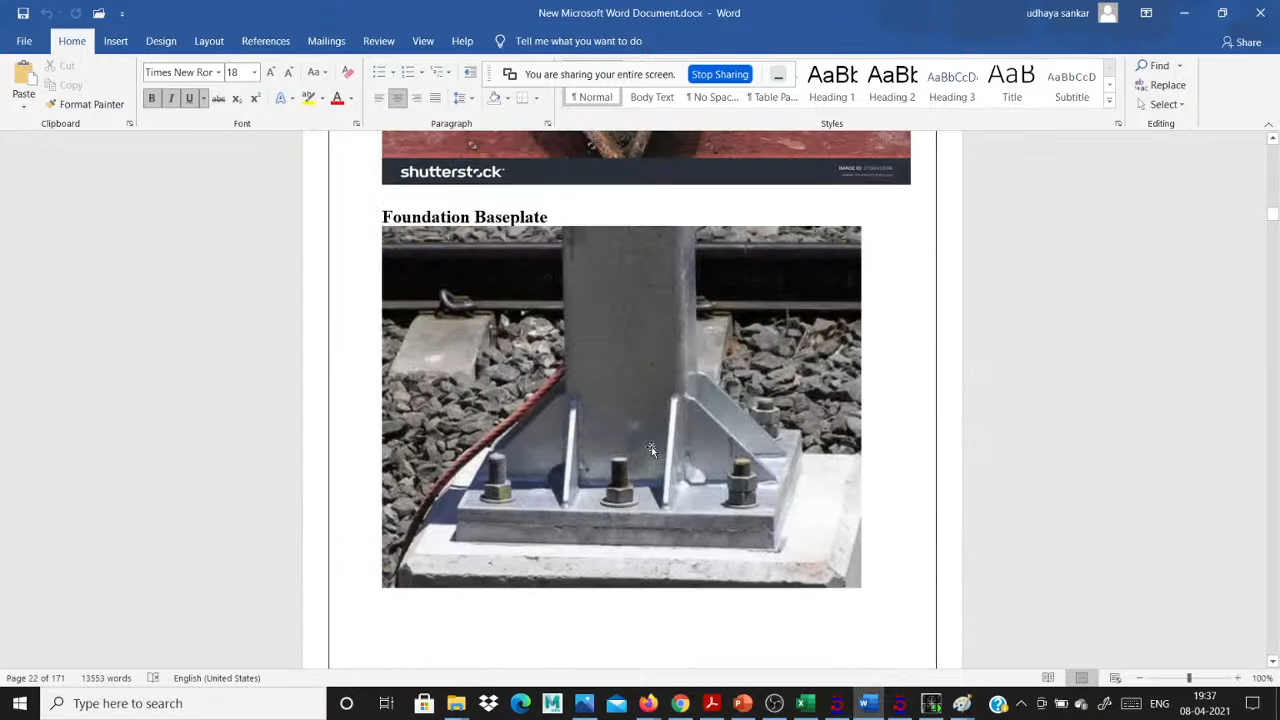 New Microsoft Word Document.docx - Word
udhaya sankar
File Home Insert Design Layout References Mailings Review View Help Tell me what you want to do
Share
Cut
Paste
Format Painter
Clipboard
Times New Ror 18
Font
Paragraph
You are sharing your entire screen. Stop Sharing
AaBb AaBb AaBbCcD AaB AaBbCcD
¶ Normal Body Text ¶ No Spac... ¶ Table Pa... Heading 1 Heading 2 Heading 3 Title Subtitle
Styles
Find
Replace
Select
Editing
shutterstock
Foundation Baseplate
Page 22 of 171 13553 words English (United States)
100%
Type here to search
19:37
08-04-2021